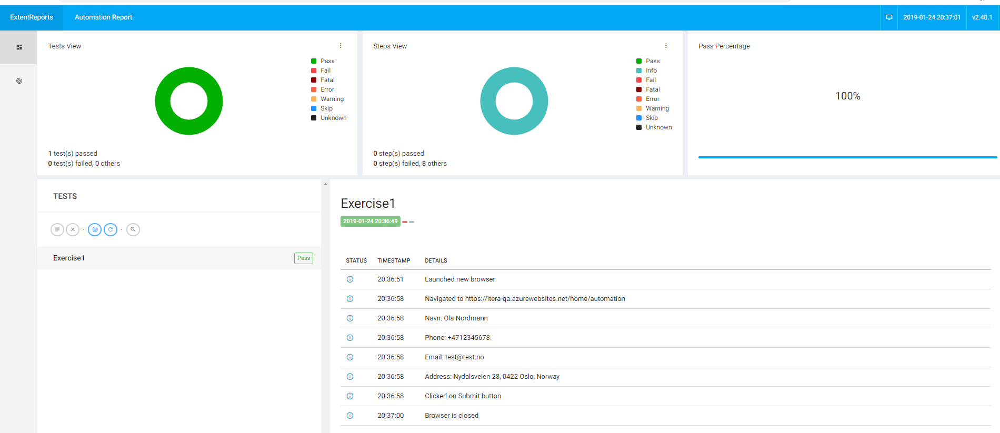 ExtentReports Automation Report 2019-01-24 20:37:01 v2.40.1
Tests View
Pass
Fail
Fatal
Error
Warning
Skip
Unknown
1 test(s) passed
0 test(s) failed, 0 others
Steps View
Pass
Info
Fail
Fatal
Error
Warning
Skip
Unknown
0 step(s) passed
0 step(s) failed, 8 others
Pass Percentage
100%
TESTS
Exercise1 Pass
Exercise1
2019-01-24 20:36:49
STATUS TIMESTAMP DETAILS
20:36:51 Launched new browser
20:36:58 Navigated to https://itera-qa.azurewebsites.net/home/automation
20:36:58 Navn: Ola Nordmann
20:36:58 Phone: +4712345678
20:36:58 Email: test@test.no
20:36:58 Address: Nydalsveien 28, 0422 Oslo, Norway
20:36:58 Clicked on Submit button
20:37:00 Browser is closed